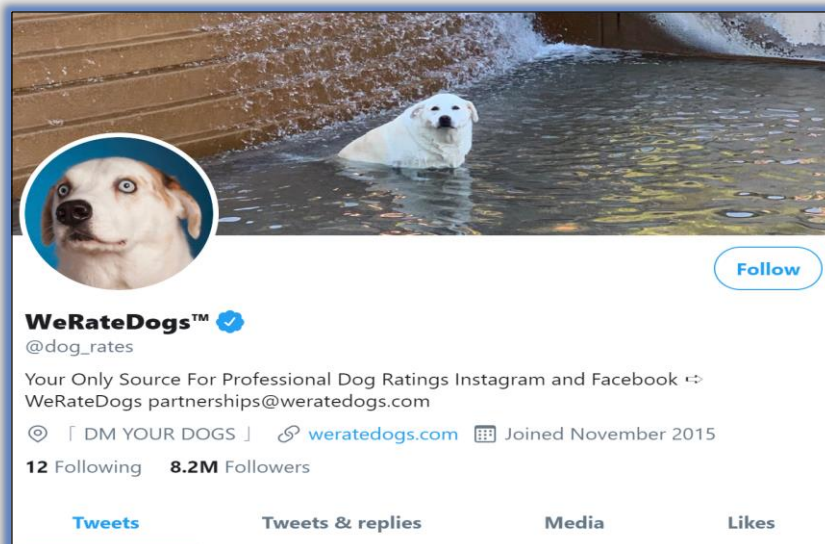 Follow
WeRateDogs™
@dog_rates
Your Only Source For Professional Dog Ratings Instagram and Facebook ➪
WeRateDogs partnerships@weratedogs.com
「 DM YOUR DOGS 」 weratedogs.com Joined November 2015
12 Following 8.2M Followers
Tweets Tweets & replies Media Likes